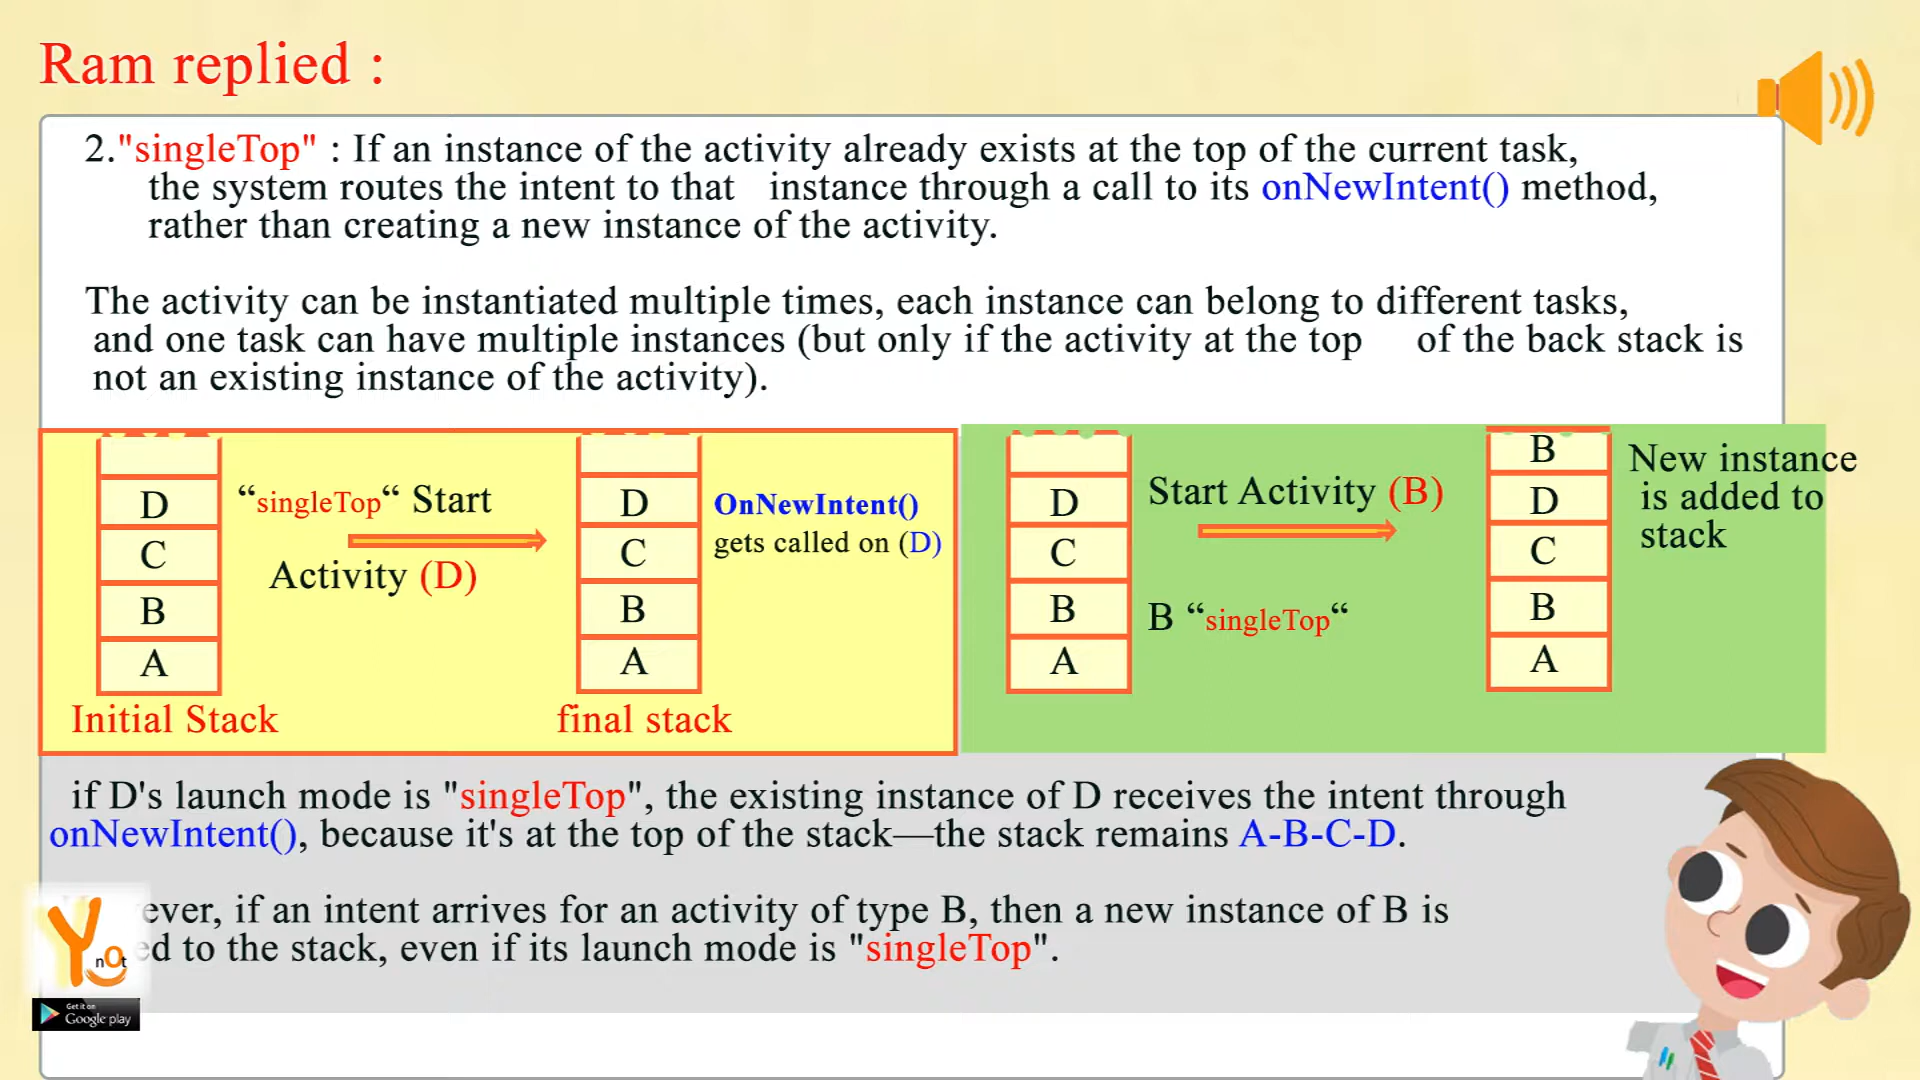 Ram replied :
2."singleTop" : If an instance of the activity already exists at the top of the current task,
the system routes the intent to that instance through a call to its onNewIntent() method,
rather than creating a new instance of the activity.
The activity can be instantiated multiple times, each instance can belong to different tasks,
and one task can have multiple instances (but only if the activity at the top of the back stack is
not an existing instance of the activity).
D
C
B
A
Initial Stack
“singleTop“ Start
Activity (D)
D
C
B
A
final stack
OnNewIntent()
gets called on (D)
D
C
B
A
Start Activity (B)
B “singleTop“
B
D
C
B
A
New instance
is added to
stack
if D's launch mode is "singleTop", the existing instance of D receives the intent through
onNewIntent(), because it's at the top of the stack—the stack remains A-B-C-D.
if an intent arrives for an activity of type B, then a new instance of B is
to the stack, even if its launch mode is "singleTop".
Y
nOt
Get it on
Google play